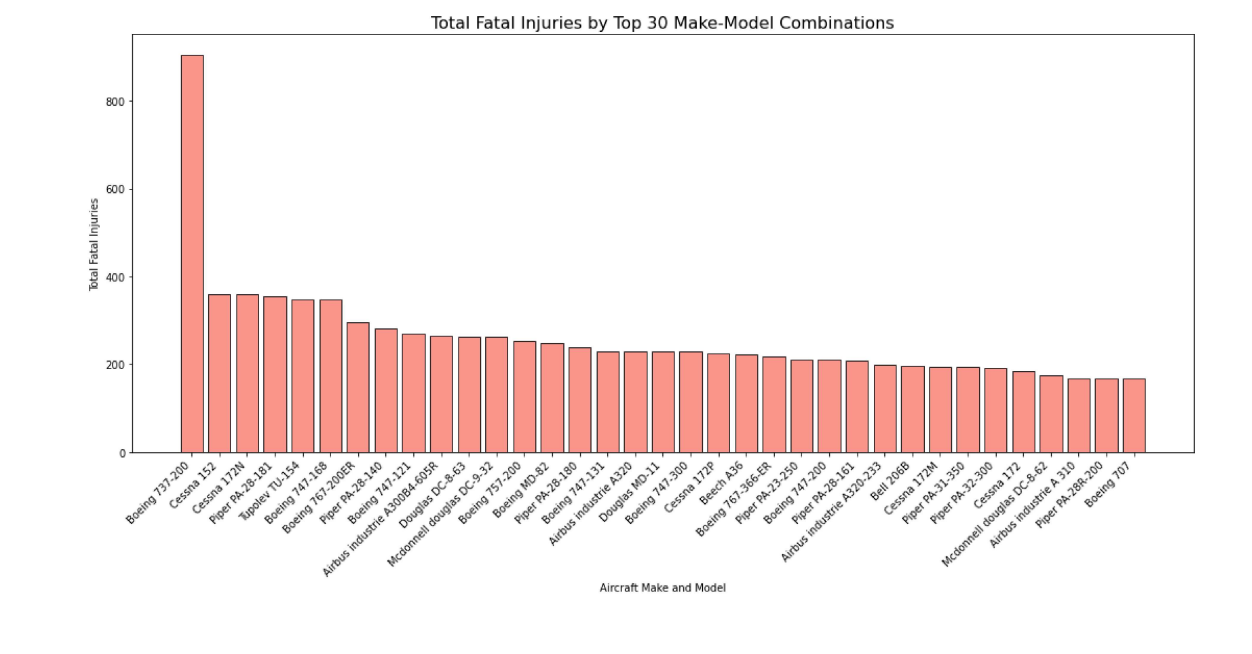 Total Fatal Injuries by Top 30 Make-Model Combinations
Total Fatal Injuries
800
600
400
200
0
Boeing 737-200
Cessna 152
Cessna 172N
Piper PA-28-181
Tupolev TU-154
Boeing 747-168
Boeing 767-200ER
Piper PA-28-140
Boeing 747-121
Airbus industrie A300B4-605R
Douglas DC-8-63
Mcdonnell douglas DC-9-32
Boeing 757-200
Boeing MD-82
Piper PA-28-180
Boeing 747-131
Airbus industrie A320
Douglas MD-11
Boeing 747-300
Cessna 172P
Beech A36
Boeing 767-366-ER
Piper PA-23-250
Boeing 747-200
Piper PA-28-161
Airbus industrie A320-233
Bell 206B
Cessna 172M
Piper PA-31-350
Piper PA-32-300
Cessna 172
Mcdonnell douglas DC-8-62
Airbus industrie A 310
Piper PA-28R-200
Boeing 707
Aircraft Make and Model